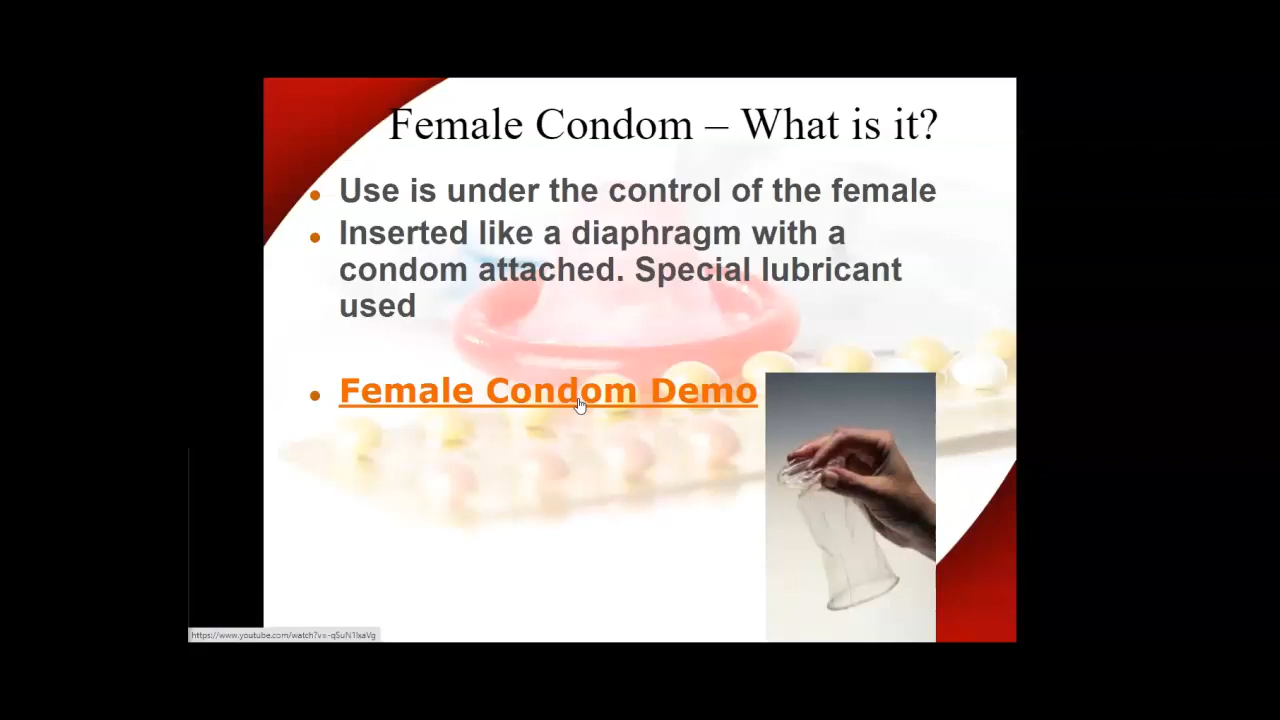 Female Condom – What is it?
Use is under the control of the female
Inserted like a diaphragm with a
condom attached. Special lubricant
used
Female Condom Demo